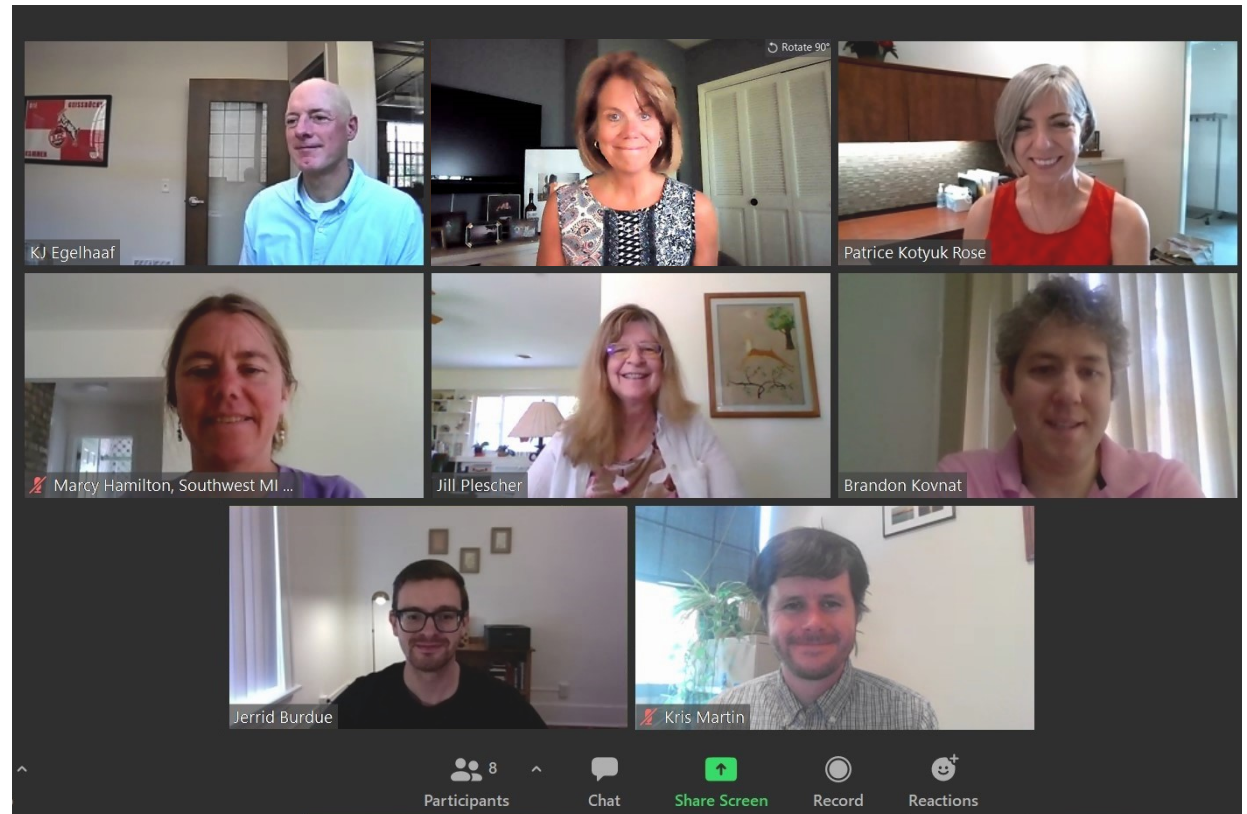 Rotate 90°
KJ Egelhaaf
Patrice Kotyuk Rose
Marcy Hamilton, Southwest MI ...
Jill Plescher
Brandon Kovnat
Jerrid Burdue
Kris Martin
8
Participants
Chat
Share Screen
Record
Reactions